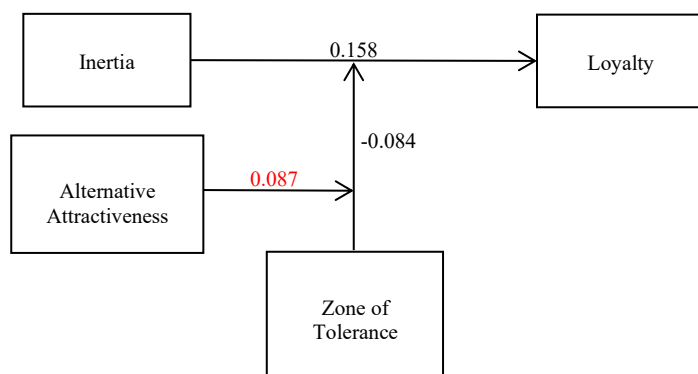 0.158
Inertia
Loyalty
-0.084
0.087
Alternative
Attractiveness
Zone of
Tolerance